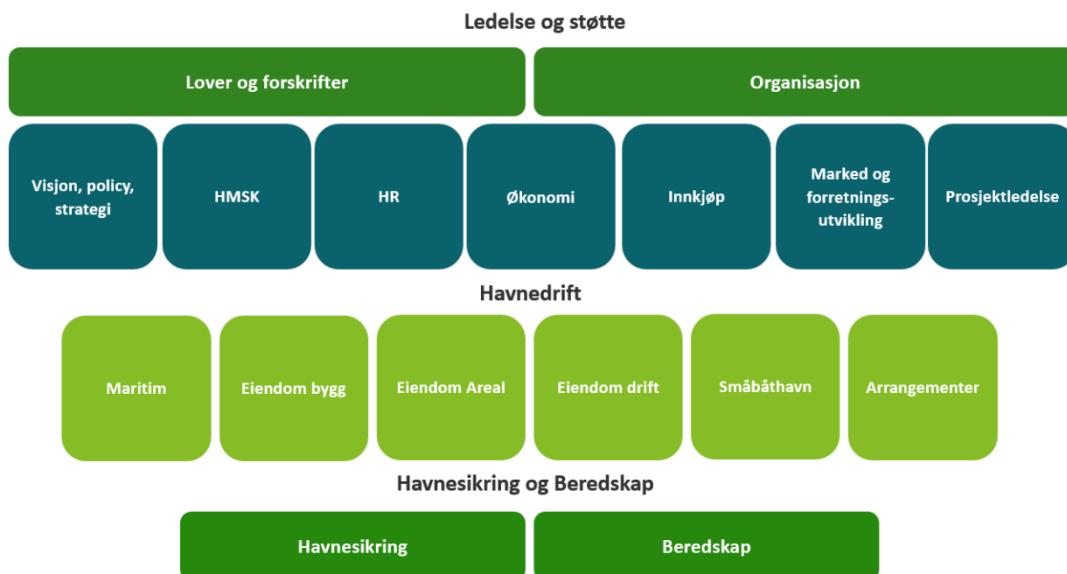 Ledelse og støtte
Lover og forskrifter
Organisasjon
Visjon, policy,
strategi
HMSK
HR
Økonomi
Innkjøp
Marked og
forretnings-
utvikling
Prosjektledelse
Havnedrift
Maritim
Eiendom bygg
Eiendom Areal
Eiendom drift
Småbåthavn
Arrangementer
Havnesikring og Beredskap
Havnesikring
Beredskap